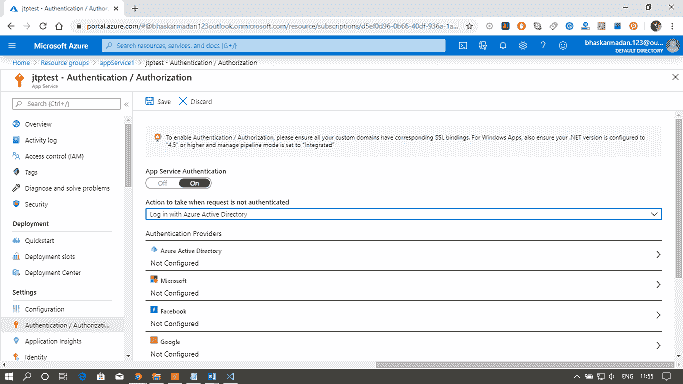 jtptest - Authentication / Authori
portal.azure.com/#@bhaskarmadan123outlook.onmicrosoft.com/resource/subscriptions/
Microsoft Azure
Search resources, services, and docs (G+/)
bhaskarmadan.123@ou...
DEFAULT DIRECTORY
Home > Resource groups > appService1 > jtptest - Authentication / Authorization
jtptest - Authentication / Authorization
App Service
Search (Ctrl+/)
Save
Discard
Overview
Activity log
Access control (IAM)
Tags
Diagnose and solve problems
Security
Deployment
Quickstart
Deployment slots
Deployment Center
Settings
Configuration
Authentication / Authorizati...
Application Insights
Identity
To enable Authentication / Authorization, please ensure all your custom domains have corresponding SSL bindings. For Windows Apps, also ensure your .NET version is configured to
"4.5" or higher and manage pipeline mode is set to "Integrated"
App Service Authentication
Off On
Action to take when request is not authenticated
Log in with Azure Active Directory
Authentication Providers
Azure Active Directory
Not Configured
Microsoft
Not Configured
Facebook
Not Configured
Google
Not Configured
ENG
11:55